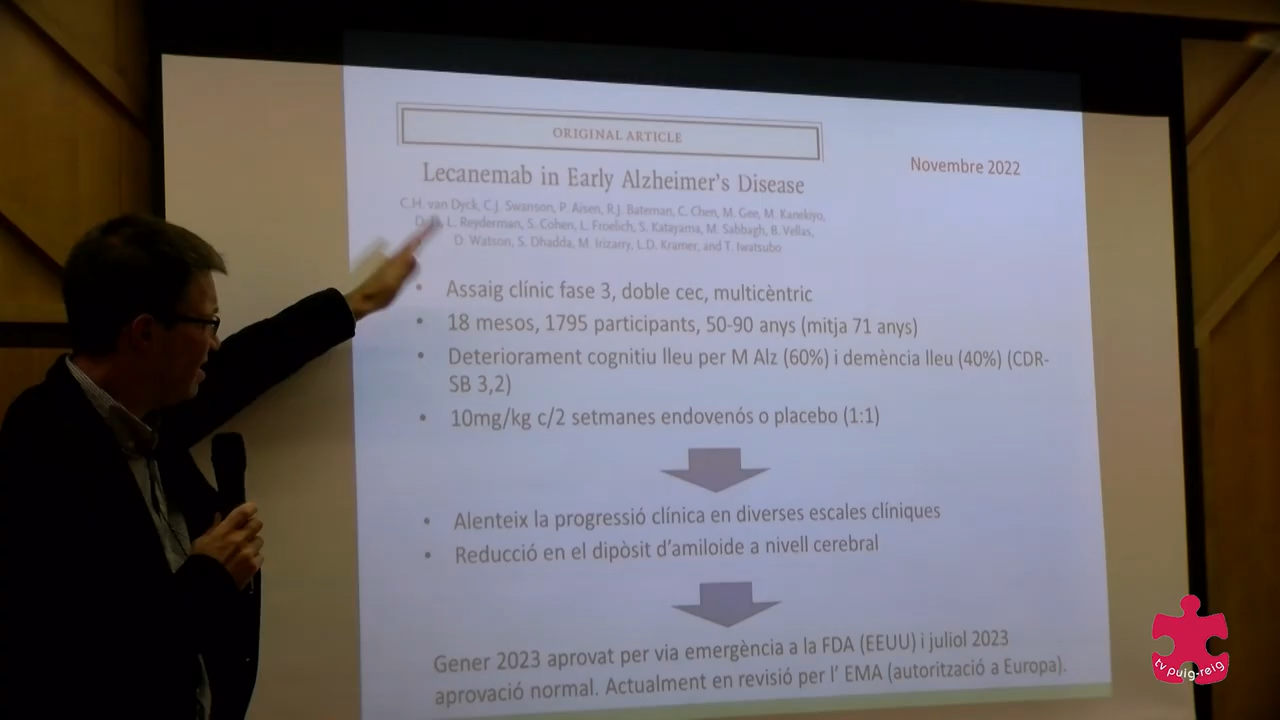 ORIGINAL ARTICLE
Novembre 2022
Lecanemab in Early Alzheimer's Disease
C.H. van Dyck, C.J. Swanson, P. Aisen, R.J. Bateman, C. Chen, M. Gee, M. Kanekiyo,
L. Reyderman, S. Cohen, L. Froelich, S. Katayama, M. Sabbagh, B. Vellas,
D. Watson, S. Dhadda, M. Irizarry, L.D. Kramer, and T. Iwatsubo
• Assaig clínic fase 3, doble cec, multicèntric
• 18 mesos, 1795 participants, 50-90 anys (mitja 71 anys)
• Deteriorament cognitiu lleu per M Alz (60%) i demència lleu (40%) (CDR-
SB 3,2)
• 10mg/kg c/2 setmanes endovenós o placebo (1:1)
• Alenteix la progressió clínica en diverses escales clíniques
• Reducció en el dipòsit d'amiloide a nivell cerebral
Gener 2023 aprovat per via emergència a la FDA (EEUU) i juliol 2023
aprovació normal. Actualment en revisió per l' EMA (autorització a Europa).
tv puig-reig